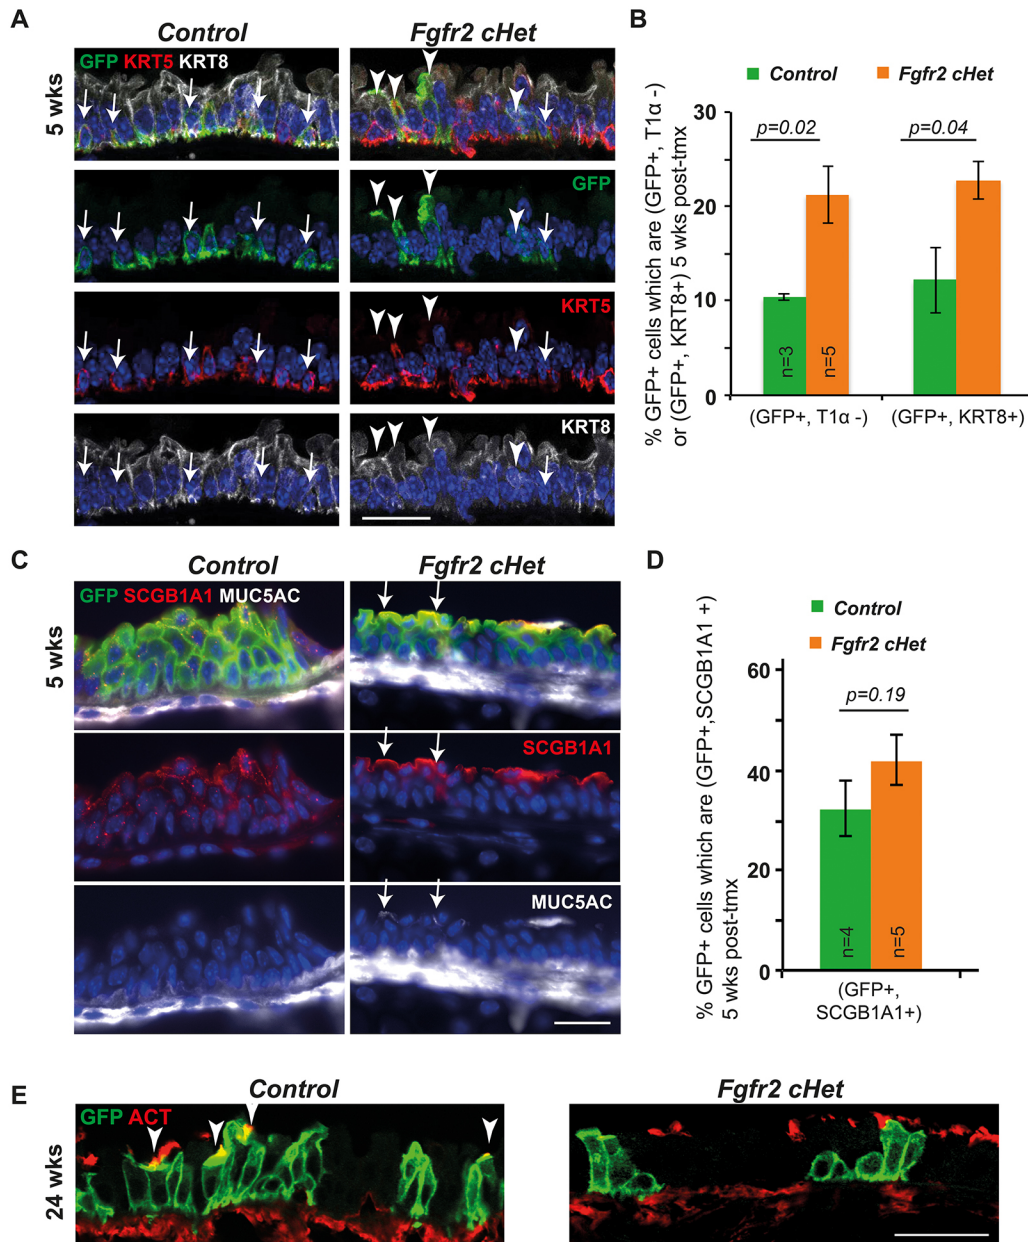 A
Control
Fgfr2 cHet
5 wks
GFP KRT5 KRT8
GFP
KRT5
KRT8
B
Control
Fgfr2 cHet
% GFP+ cells which are (GFP+, T1α -)
or (GFP+, KRT8+) 5 wks post-tmx
30
20
10
0
p=0.02
p=0.04
n=3
n=5
(GFP+, T1α -)
(GFP+, KRT8+)
C
Control
Fgfr2 cHet
5 wks
GFP SCGB1A1 MUC5AC
SCGB1A1
MUC5AC
D
Control
Fgfr2 cHet
% GFP+ cells which are (GFP+,SCGB1A1 +)
5 wks post-tmx
60
40
20
0
p=0.19
n=4
n=5
(GFP+,
SCGB1A1+)
E
Control
Fgfr2 cHet
24 wks
GFP ACT